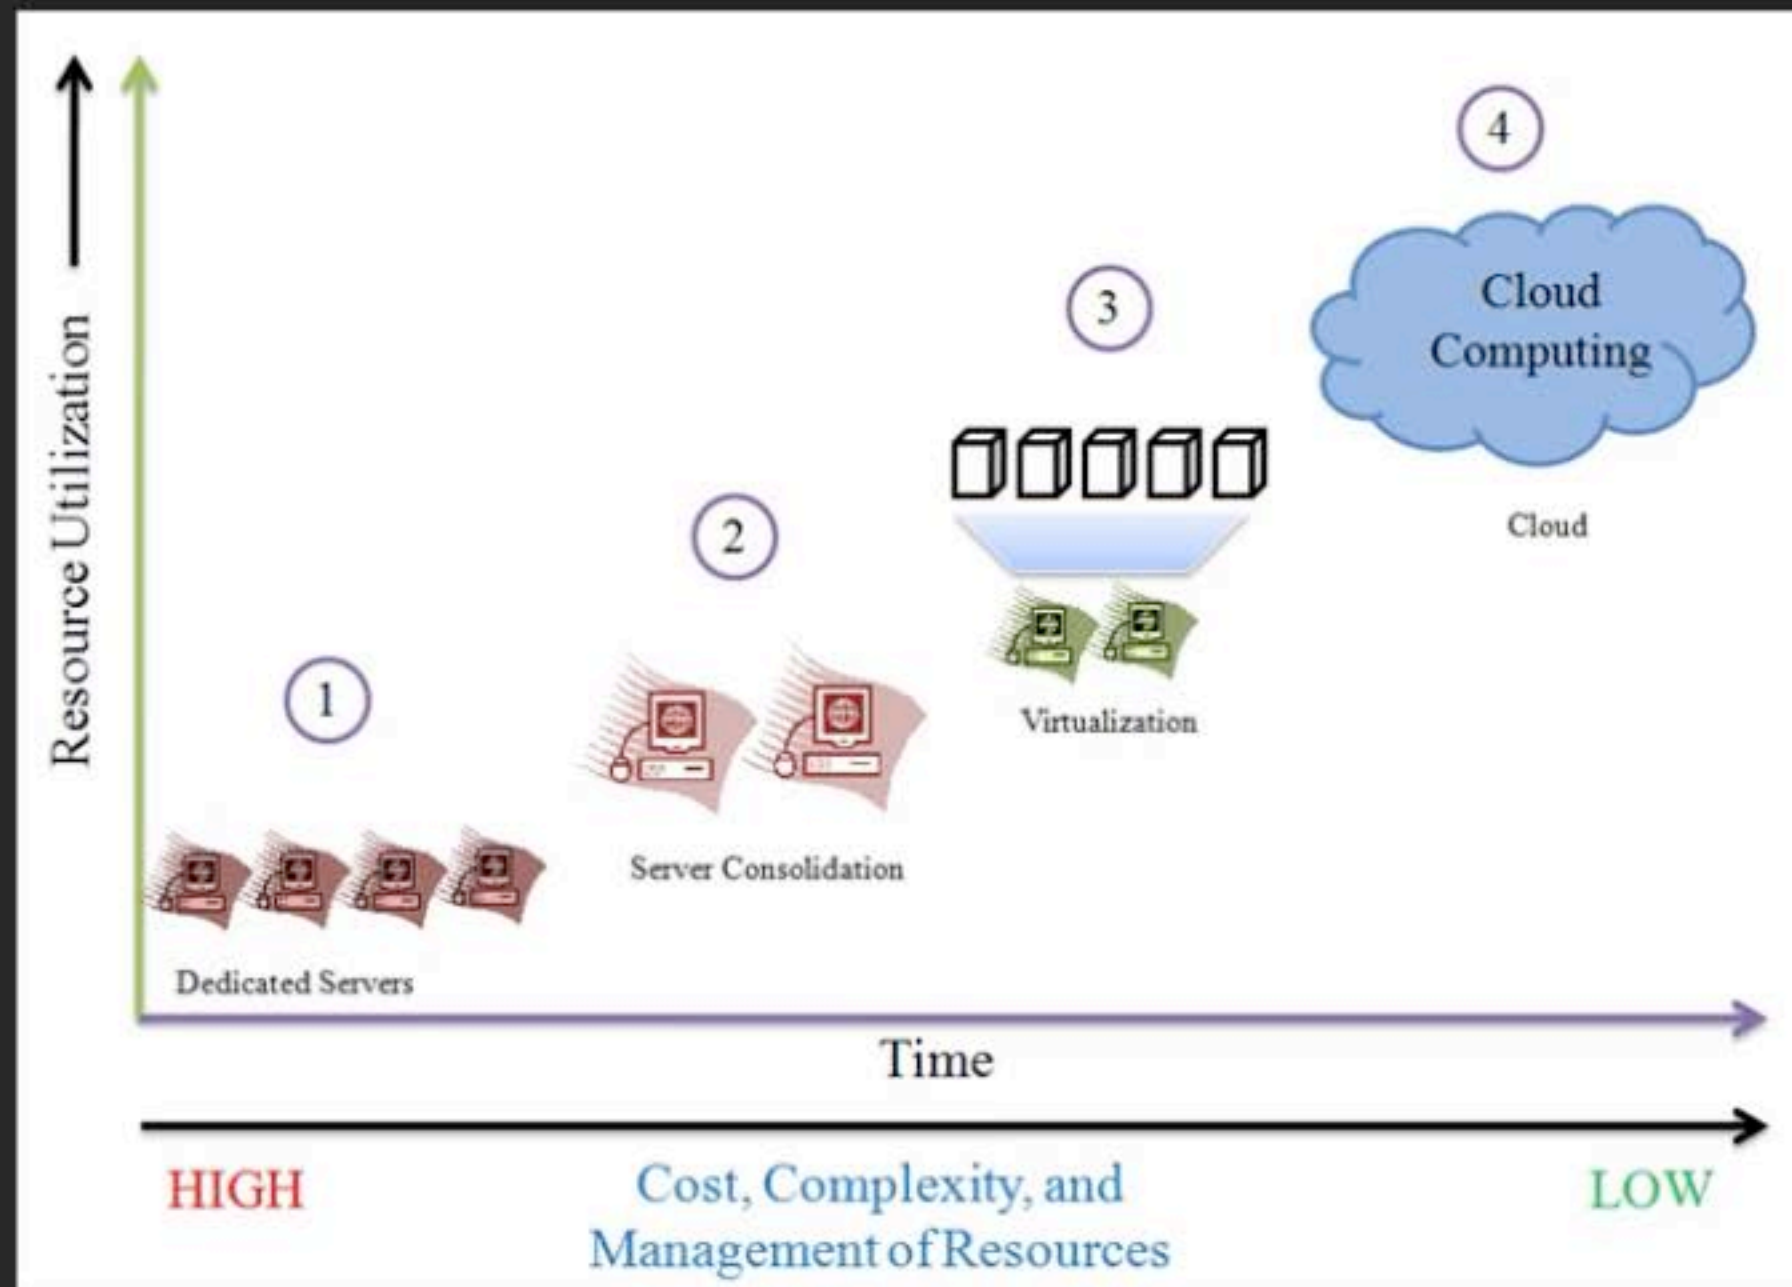 Resource Utilization
4
Cloud
Computing
3
Cloud
2
Virtualization
1
Server Consolidation
Dedicated Servers
Time
HIGH
Cost, Complexity, and
Management of Resources
LOW